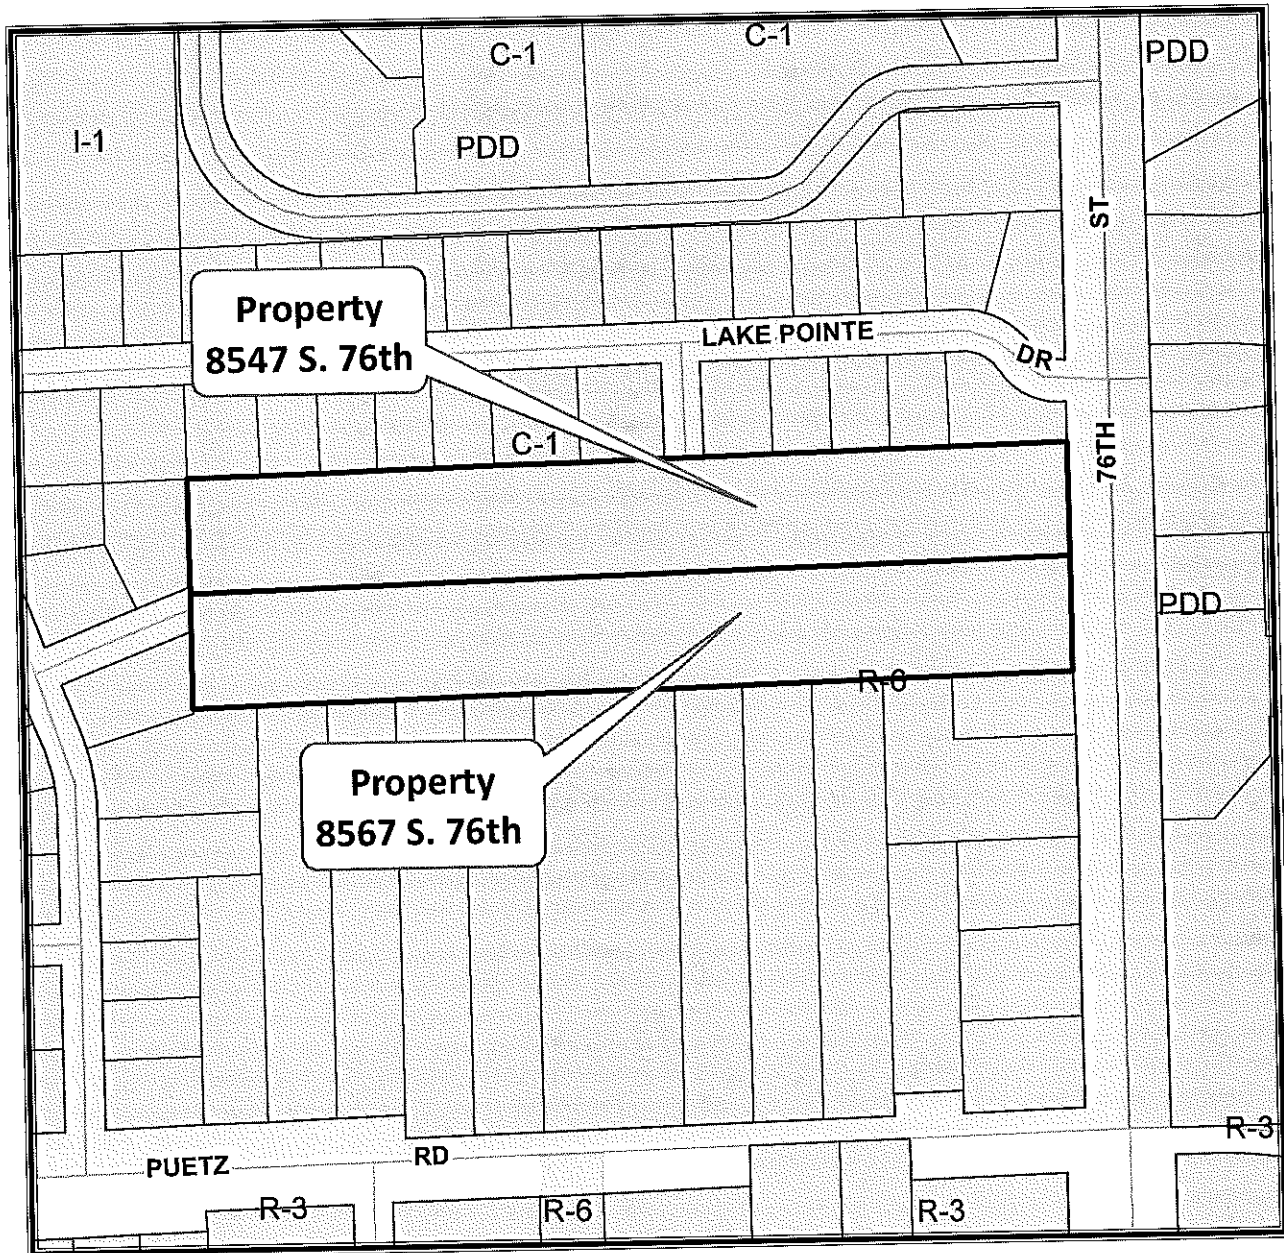 C-1
C-1
PDD
I-1
PDD
ST
Property
8547 S. 76th
LAKE POINTE
DR
C-1
76TH
PDD
R-6
Property
8567 S. 76th
R-3
PUETZ
RD
R-3
R-6
R-3